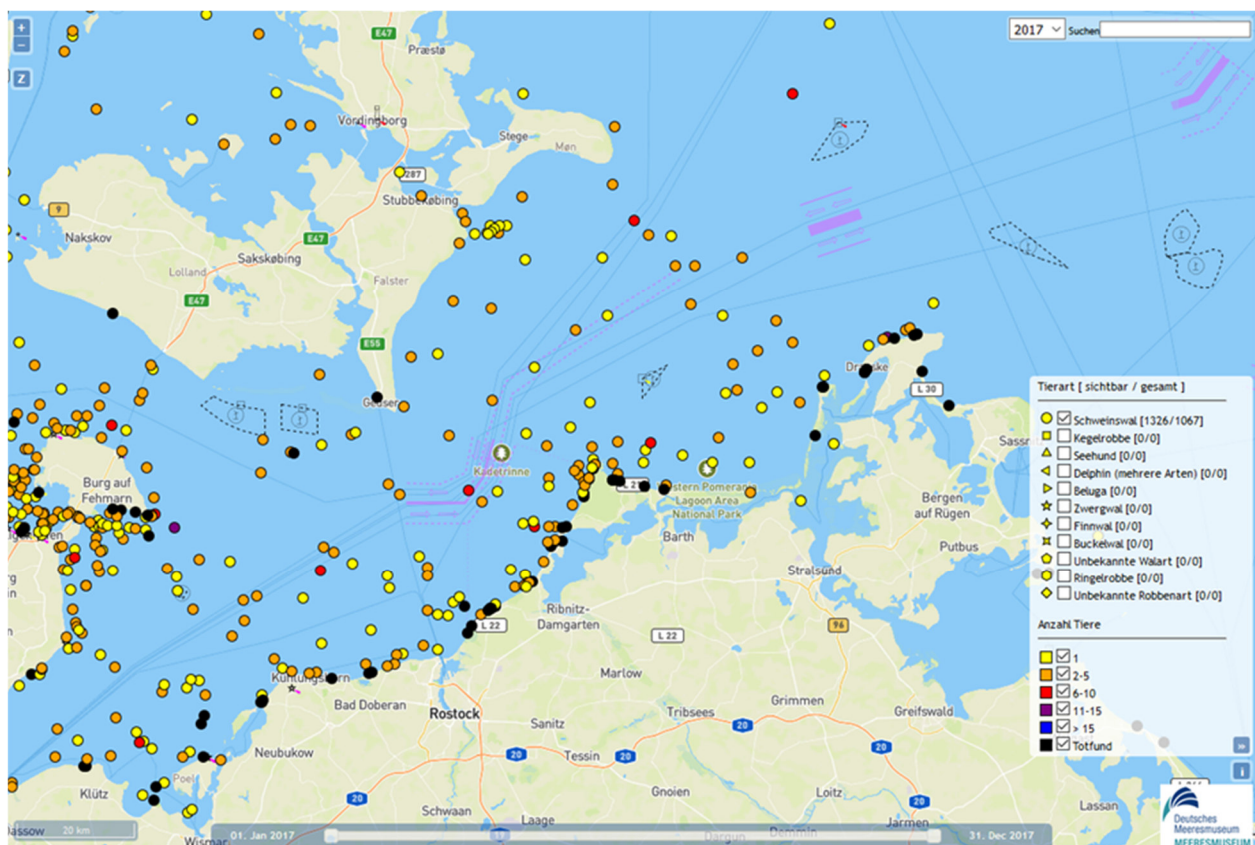 +
−
Z
2017
Suchen
E47
Præstø
Vordingborg
Stege
Møn
287
Stubbekøbing
9
Nakskov
E47
Sakskøbing
Lolland
Falster
E47
E55
Gedser
L 30
Burg auf
Fehmarn
Kadetrinne
Western Pomerania
Lagoon Area
National Park
Barth
Bergen
auf Rügen
Putbus
Stralsund
Ribnitz-
Damgarten
L 22
L 22
96
Kühlungsborn
Bad Doberan
Rostock
Marlow
Sanitz
Tribsees
Grimmen
Greifswald
20
20
20
Neubukow
Tessin
Poel
Klütz
20
Schwaan
Laage
Gnoien
Loitz
20
Jarmen
Lassan
Wismar
Dargun
Demmin
Tierart [ sichtbar / gesamt ]
Schweinswal [1326/1067]
Kegelrobbe [0/0]
Seehund [0/0]
Delphin (mehrere Arten) [0/0]
Beluga [0/0]
Zwergwal [0/0]
Finnwal [0/0]
Buckelwal [0/0]
Unbekannte Walart [0/0]
Ringelrobbe [0/0]
Unbekannte Robbenart [0/0]
Anzahl Tiere
1
2-5
6-10
11-15
> 15
Totfund
»
i
20 km
01. Jan 2017
31. Dec 2017
Deutsches
Meeresmuseum
MEERESMUSEUM